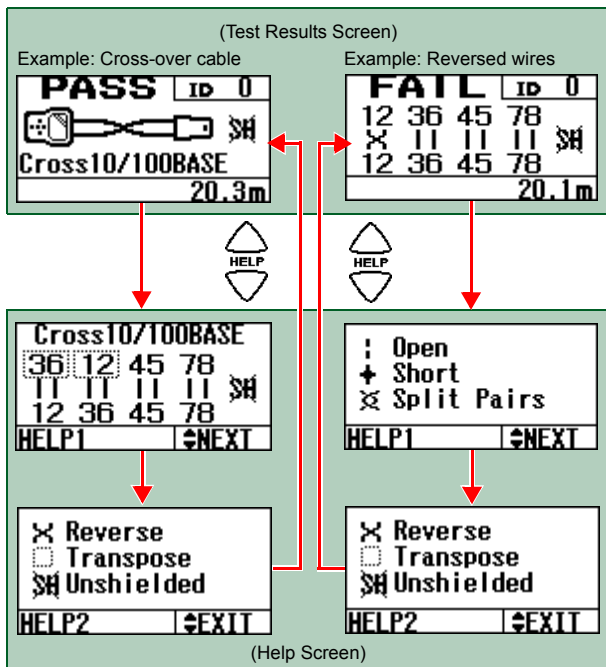 (Test Results Screen)
Example: Cross-over cable
PASS ID 0
Cross10/100BASE
20.3m
Example: Reversed wires
FAIL ID 0
12 36 45 78
12 36 45 78
SH
20.1m
HELP
HELP
Cross10/100BASE
36 12 45 78
12 36 45 78
SH
HELP1 NEXT
Open
Short
Split Pairs
HELP1 NEXT
Reverse
Transpose
SH Unshielded
HELP2 EXIT
Reverse
Transpose
SH Unshielded
HELP2 EXIT
(Help Screen)